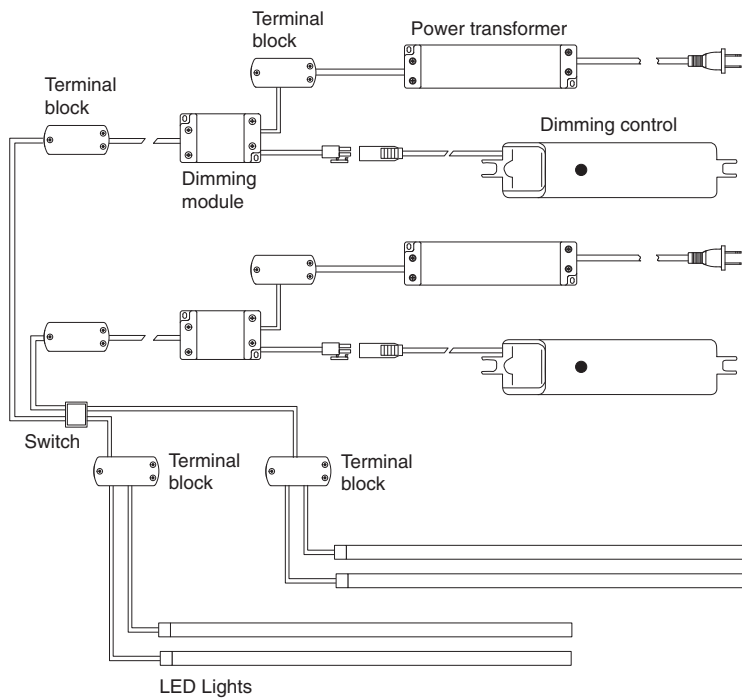 Terminal
block
Power transformer
Terminal
block
Dimming control
Dimming
module
Switch
Terminal
block
Terminal
block
LED Lights